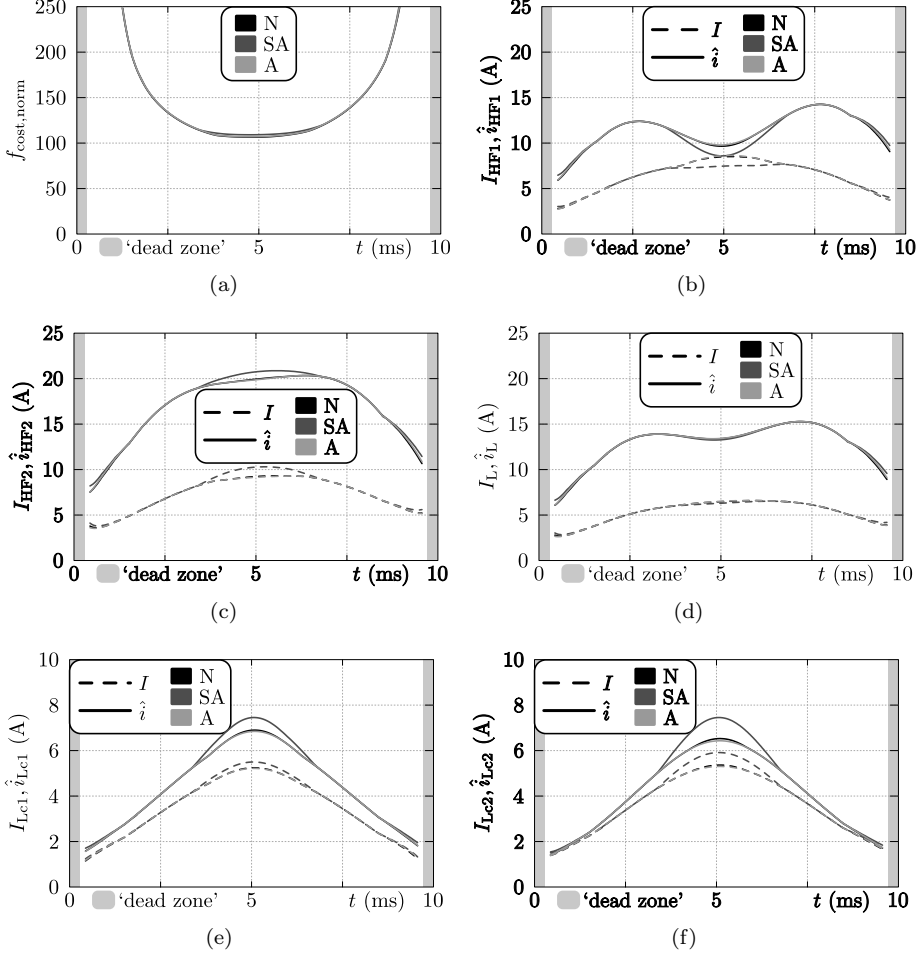 250
200
150
100
50
0
f_cost,norm
N
SA
A
0 'dead zone' 5 t (ms) 10
(a)
25
20
15
10
5
0
I_HF1, î_HF1 (A)
I N
î SA
A
0 'dead zone' 5 t (ms) 10
(b)
25
20
15
10
5
0
I_HF2, î_HF2 (A)
I N
î SA
A
0 'dead zone' 5 t (ms) 10
(c)
25
20
15
10
5
0
I_L, î_L (A)
I N
î SA
A
0 'dead zone' 5 t (ms) 10
(d)
10
8
6
4
2
0
I_Lc1, î_Lc1 (A)
I N
î SA
A
0 'dead zone' 5 t (ms) 10
(e)
10
8
6
4
2
0
I_Lc2, î_Lc2 (A)
I N
î SA
A
0 'dead zone' 5 t (ms) 10
(f)